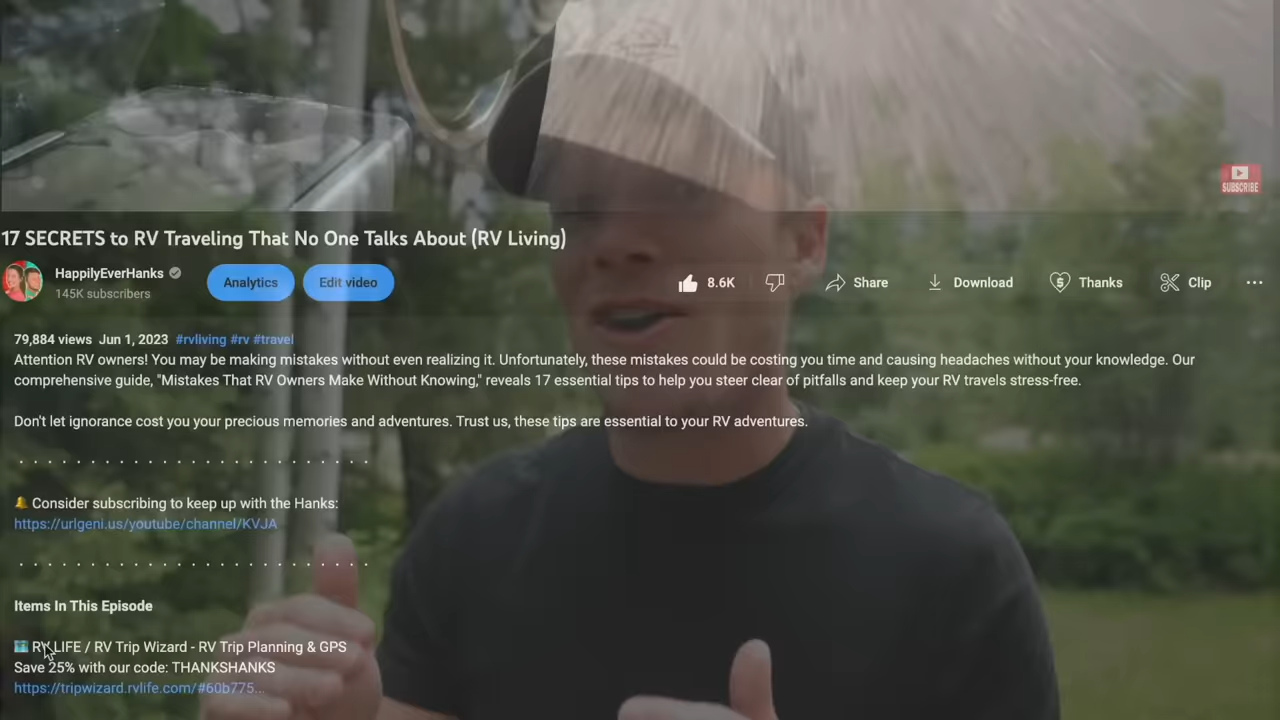 SUBSCRIBE
17 SECRETS to RV Traveling That No One Talks About (RV Living)
HappilyEverHanks
145K subscribers
Analytics
Edit video
8.6K
Share
Download
Thanks
Clip
79,884 views Jun 1, 2023 #rvliving #rv #travel
Attention RV owners! You may be making mistakes without even realizing it. Unfortunately, these mistakes could be costing you time and causing headaches without your knowledge. Our
comprehensive guide, "Mistakes That RV Owners Make Without Knowing," reveals 17 essential tips to help you steer clear of pitfalls and keep your RV travels stress-free.
Don't let ignorance cost you your precious memories and adventures. Trust us, these tips are essential to your RV adventures.
. . . . . . . . . . . . . . . . . . . . . . . .
🔔 Consider subscribing to keep up with the Hanks:
https://urlgeni.us/youtube/channel/KVJA
. . . . . . . . . . . . . . . . . . . . . . . .
Items In This Episode
RV LIFE / RV Trip Wizard - RV Trip Planning & GPS
Save 25% with our code: THANKSHANKS
https://tripwizard.rvlife.com/#60b775...